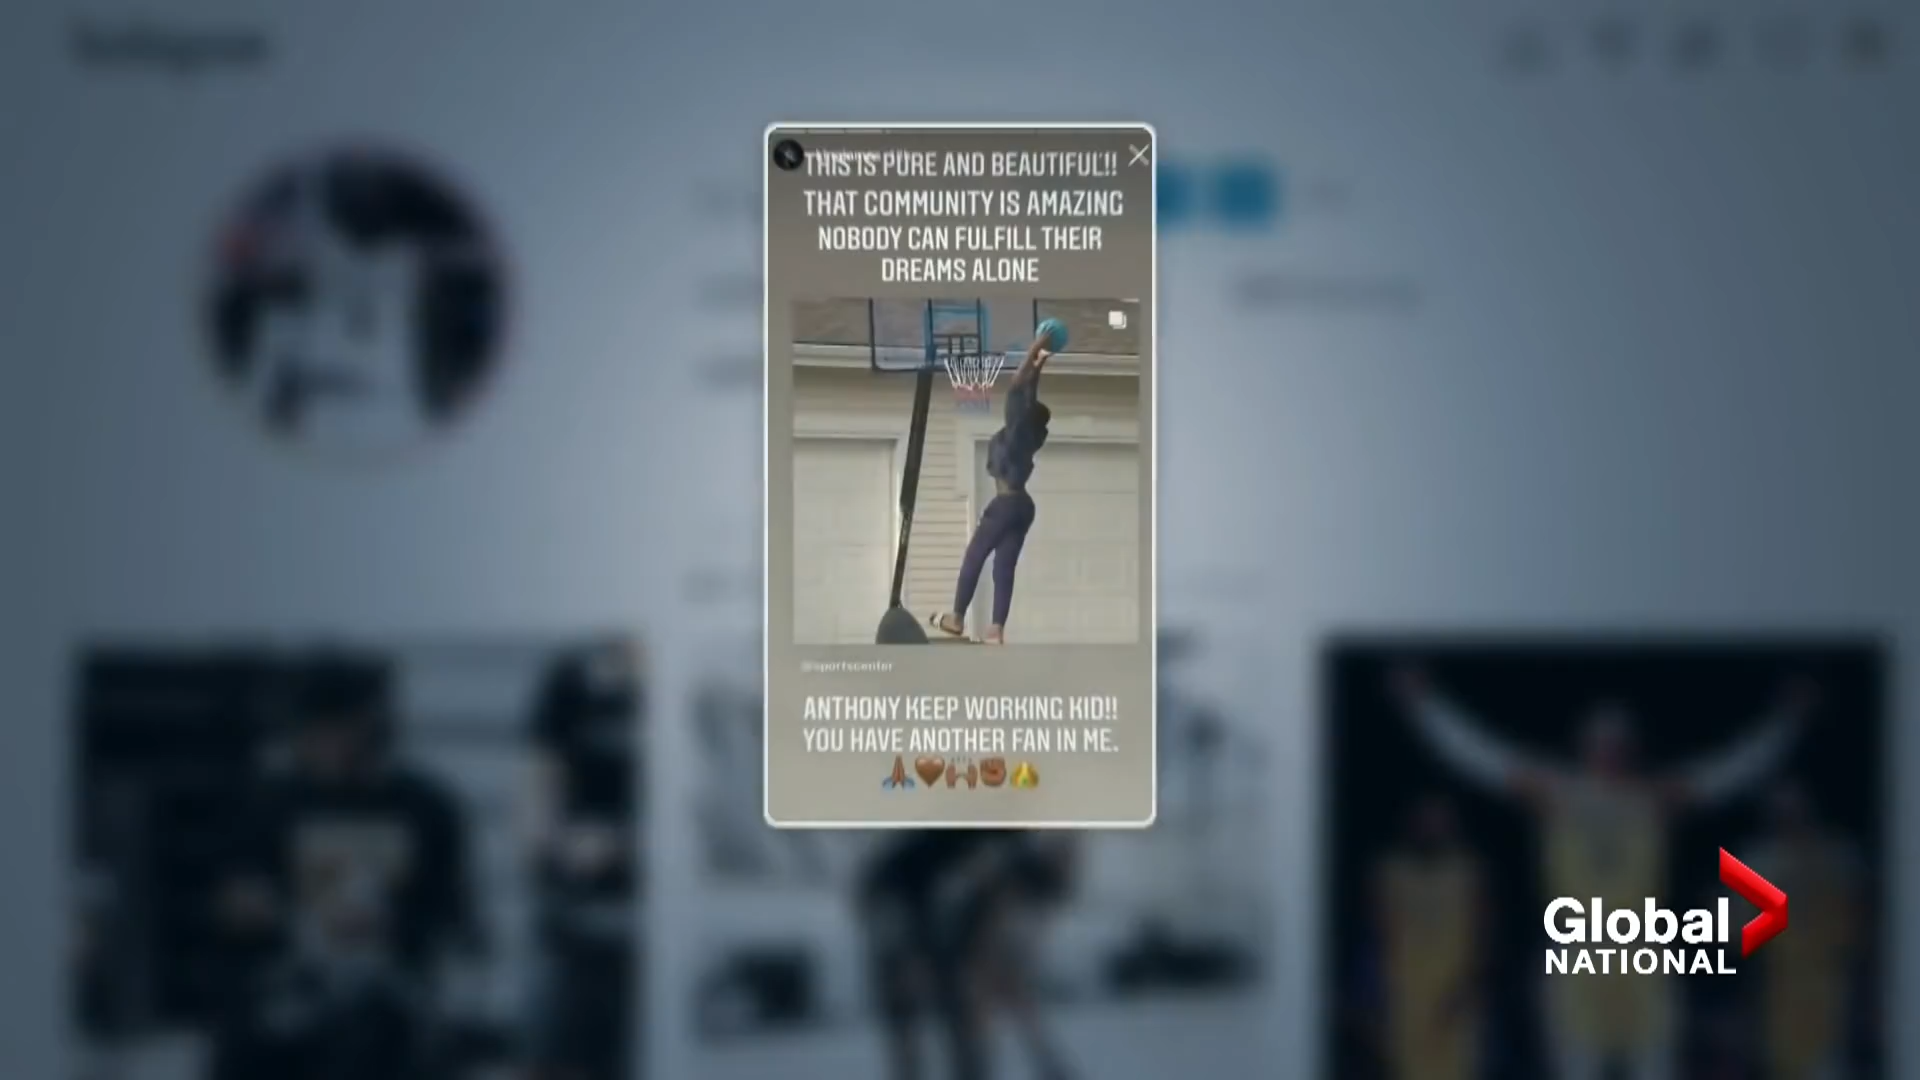 THIS IS PURE AND BEAUTIFUL!!
THAT COMMUNITY IS AMAZING
NOBODY CAN FULFILL THEIR
DREAMS ALONE
@sportscenter
ANTHONY KEEP WORKING KID!!
YOU HAVE ANOTHER FAN IN ME.
🙏🏾🤎🙌🏾✊🏾🙏
Global
NATIONAL